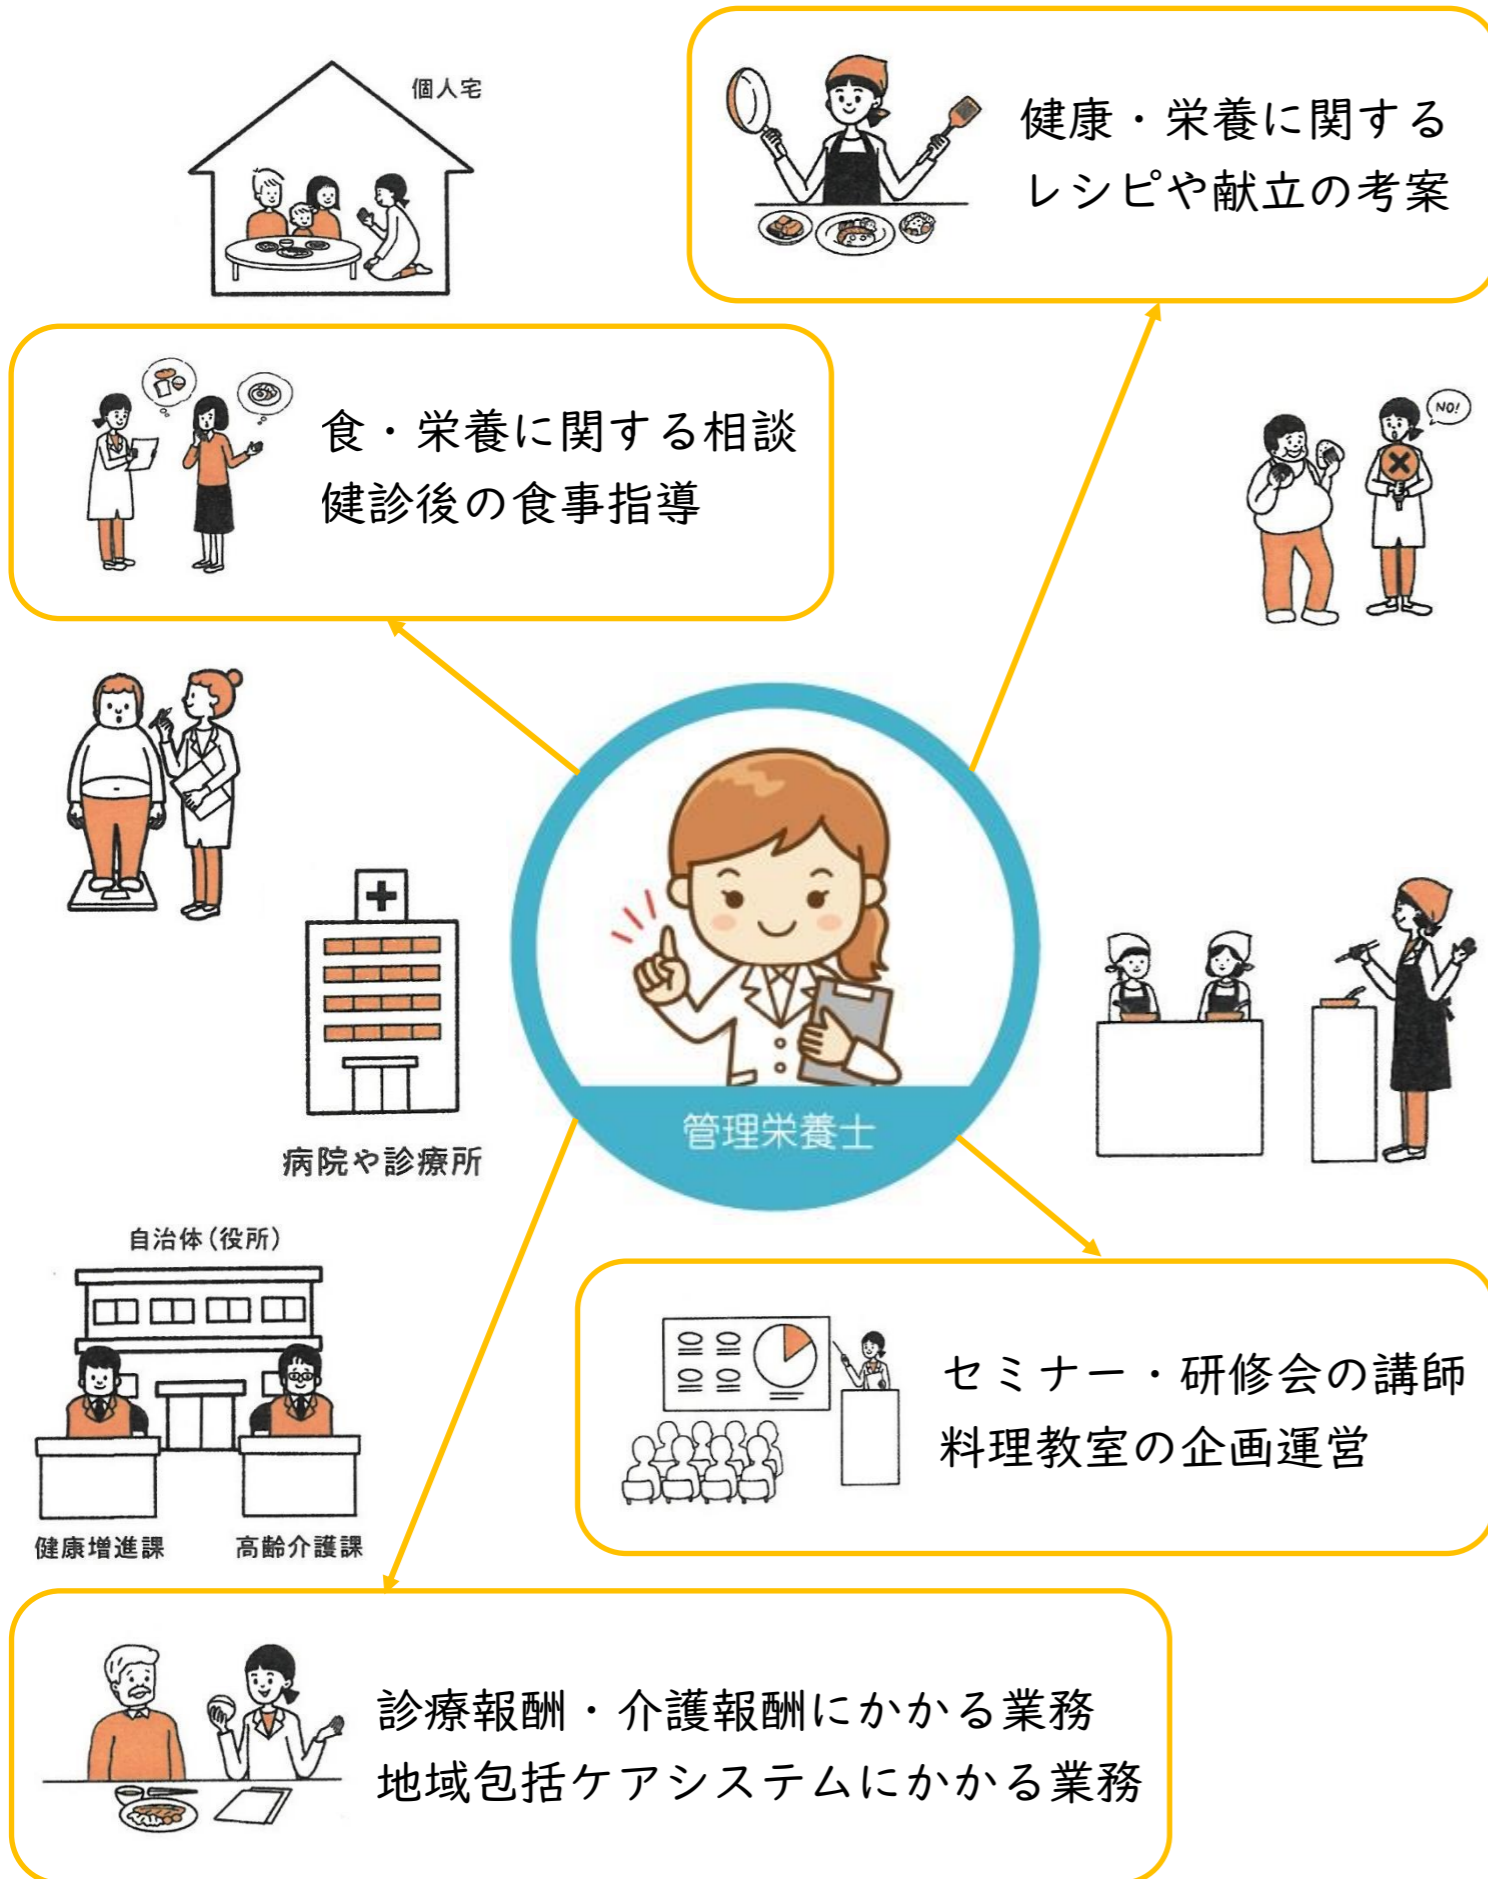 個人宅
健康・栄養に関する
レシピや献立の考案
食・栄養に関する相談
健診後の食事指導
NO!
管理栄養士
病院や診療所
自治体(役所)
健康増進課
高齢介護課
セミナー・研修会の講師
料理教室の企画運営
診療報酬・介護報酬にかかる業務
地域包括ケアシステムにかかる業務